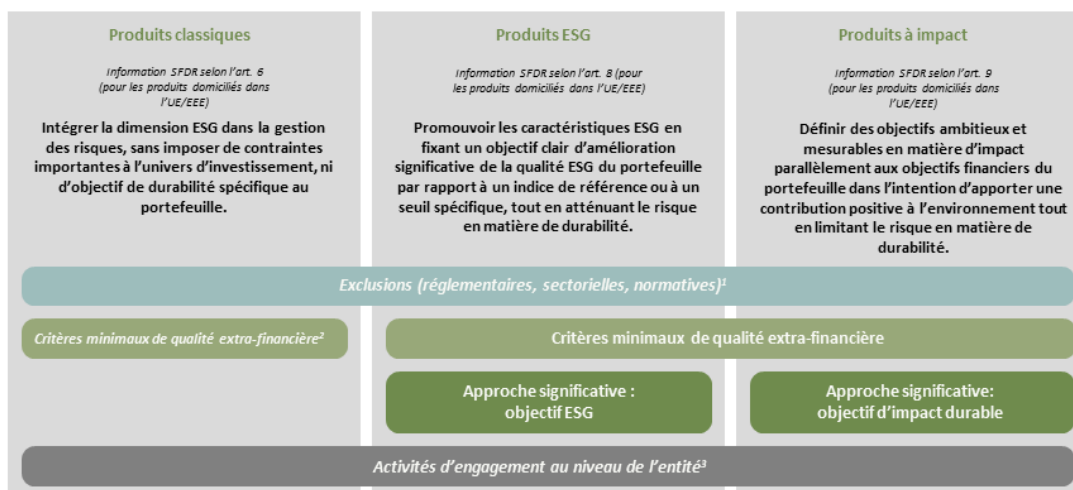 Produits classiques
Information SFDR selon l'art. 6
(pour les produits domiciliés dans
l'UE/EEE)
Intégrer la dimension ESG dans la gestion
des risques, sans imposer de contraintes
importantes à l'univers d'investissement, ni
d'objectif de durabilité spécifique au
portefeuille.
Produits ESG
Information SFDR selon l'art. 8 (pour
les produits domiciliés dans l'UE/EEE)
Promouvoir les caractéristiques ESG en
fixant un objectif clair d'amélioration
significative de la qualité ESG du portefeuille
par rapport à un indice de référence ou à un
seuil spécifique, tout en atténuant le risque
en matière de durabilité.
Produits à impact
Information SFDR selon l'art. 9
(pour les produits domiciliés dans
l'UE/EEE)
Définir des objectifs ambitieux et
mesurables en matière d'impact
parallèlement aux objectifs financiers du
portefeuille dans l'intention d'apporter une
contribution positive à l'environnement tout
en limitant le risque en matière de
durabilité.
Exclusions (réglementaires, sectorielles, normatives)¹
Critères minimaux de qualité extra-financière²
Critères minimaux de qualité extra-financière
Approche significative :
objectif ESG
Approche significative:
objectif d'impact durable
Activités d'engagement au niveau de l'entité³